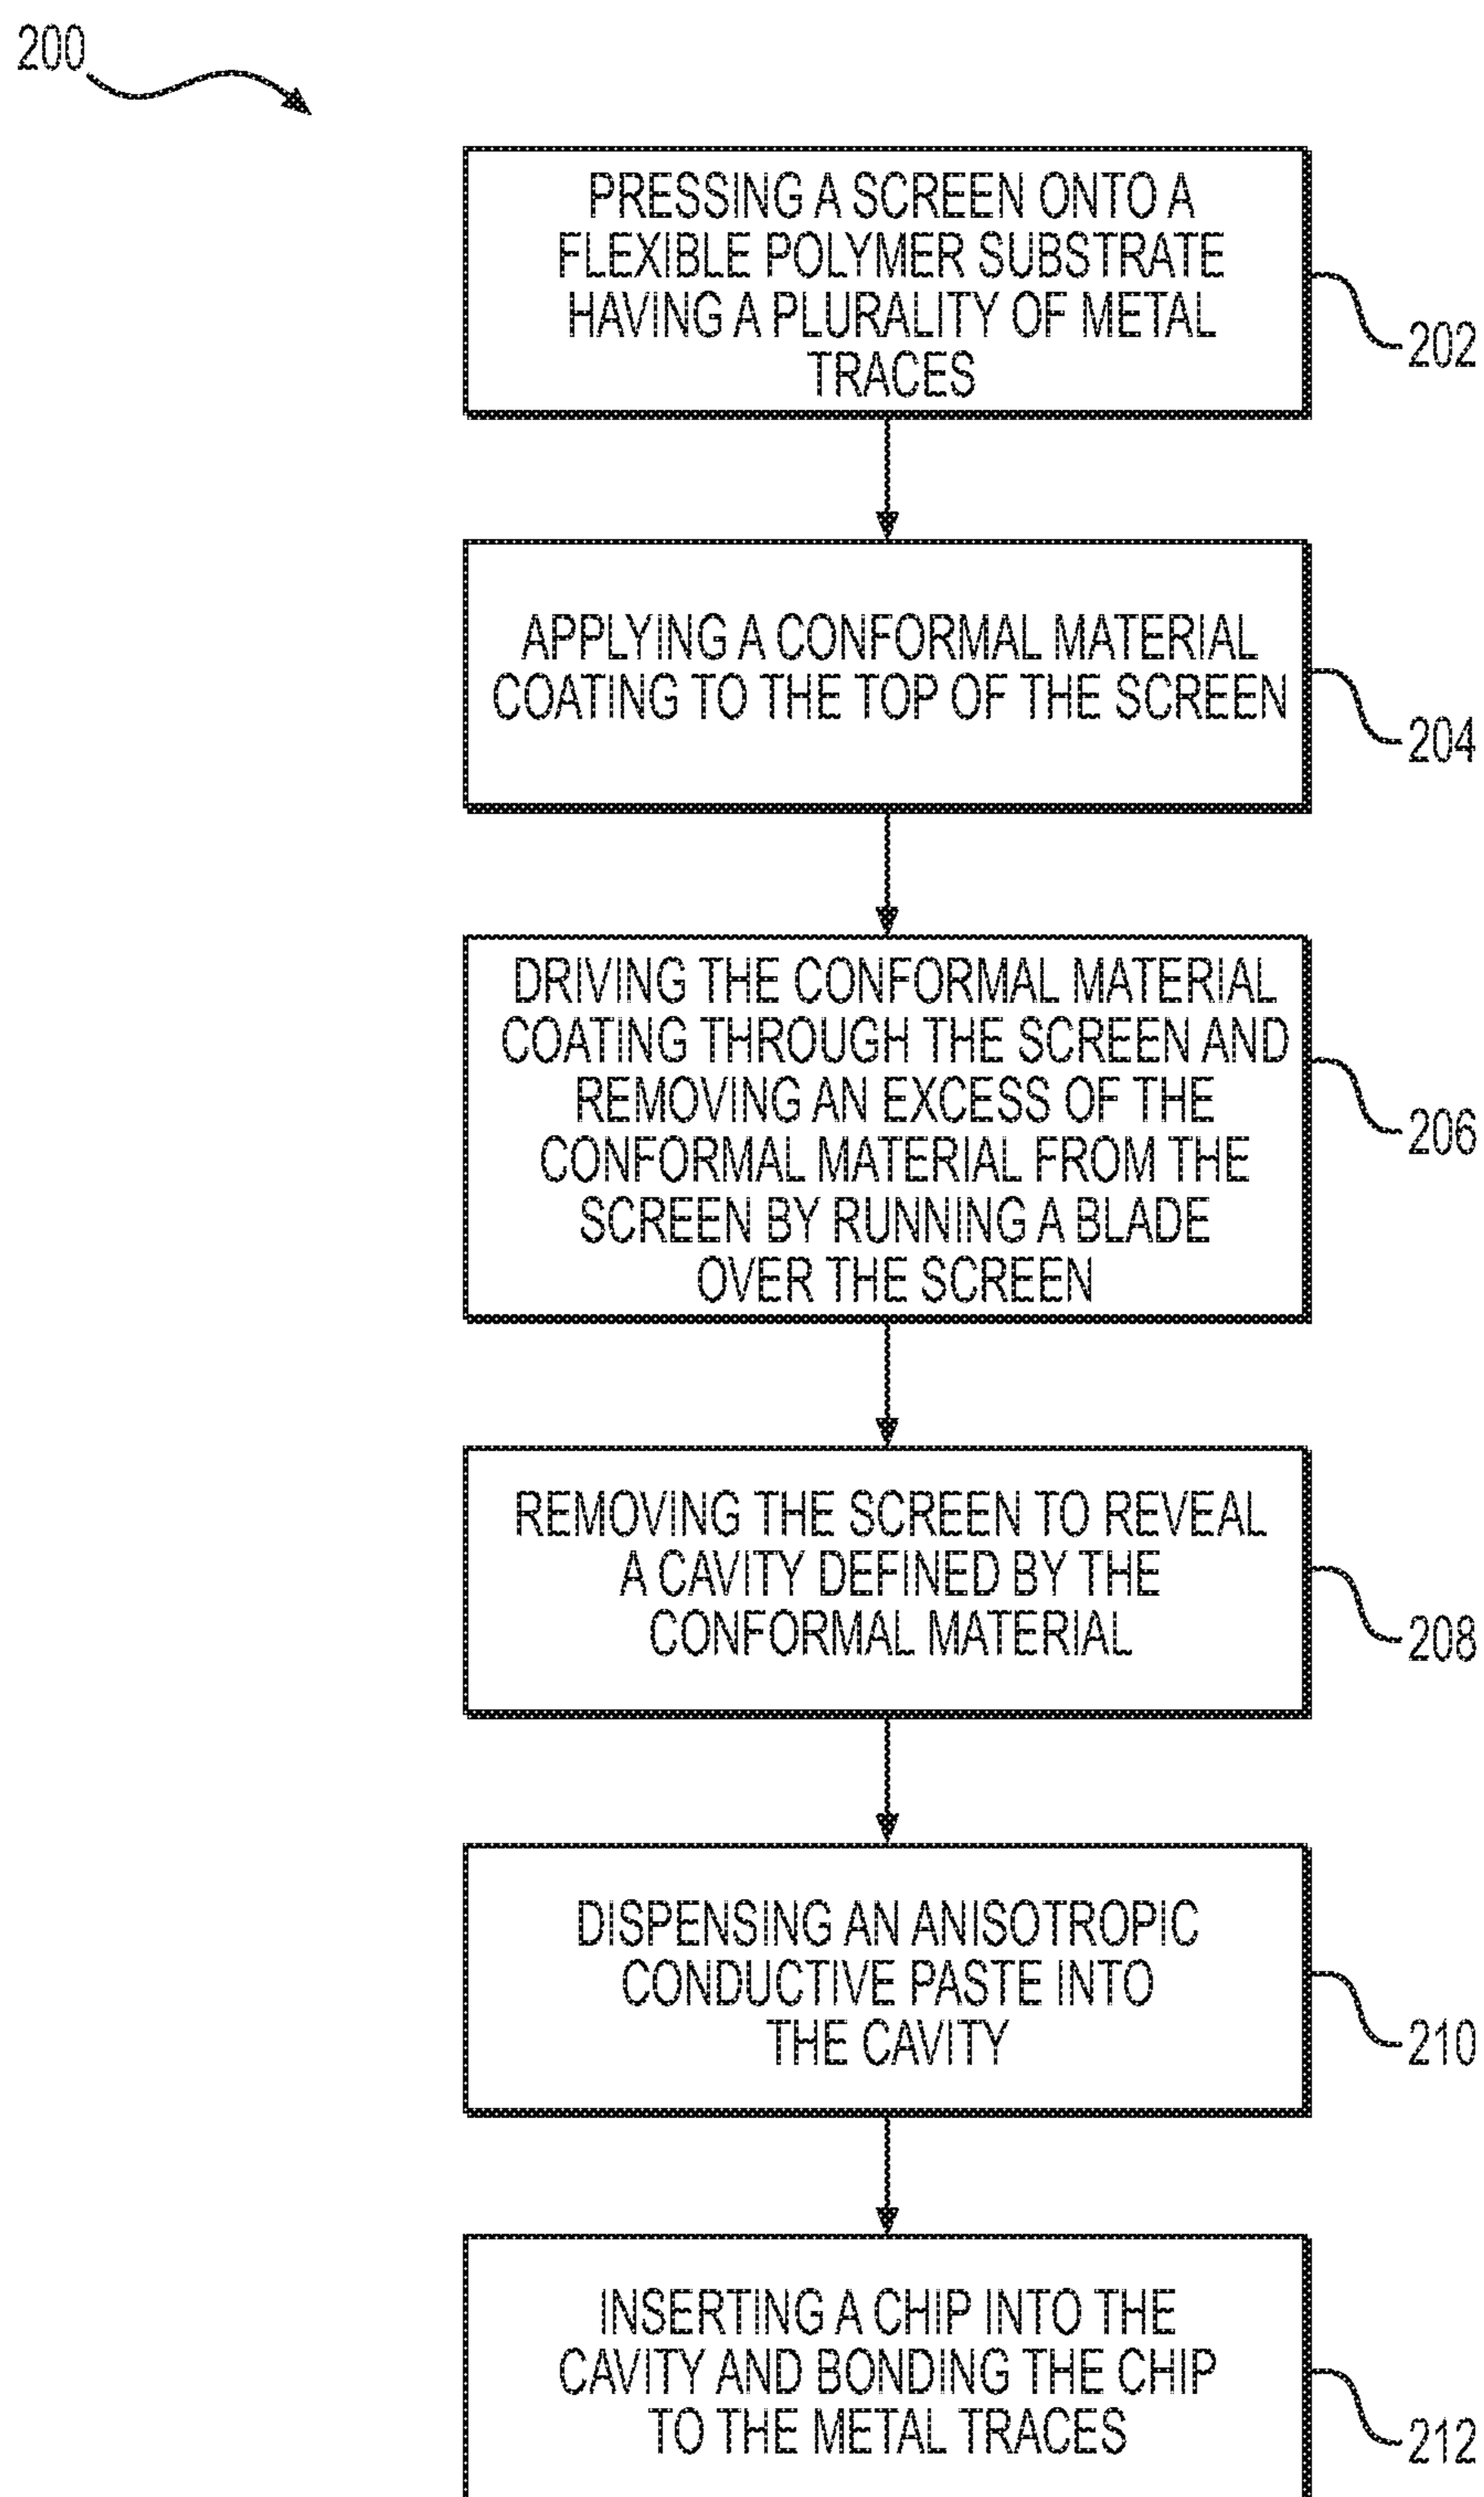 200
PRESSING A SCREEN ONTO A
FLEXIBLE POLYMER SUBSTRATE
HAVING A PLURALITY OF METAL
TRACES
202
APPLYING A CONFORMAL MATERIAL
COATING TO THE TOP OF THE SCREEN
204
DRIVING THE CONFORMAL MATERIAL
COATING THROUGH THE SCREEN AND
REMOVING AN EXCESS OF THE
CONFORMAL MATERIAL FROM THE
SCREEN BY RUNNING A BLADE
OVER THE SCREEN
206
REMOVING THE SCREEN TO REVEAL
A CAVITY DEFINED BY THE
CONFORMAL MATERIAL
208
DISPENSING AN ANISOTROPIC
CONDUCTIVE PASTE INTO
THE CAVITY
210
INSERTING A CHIP INTO THE
CAVITY AND BONDING THE CHIP
TO THE METAL TRACES
212